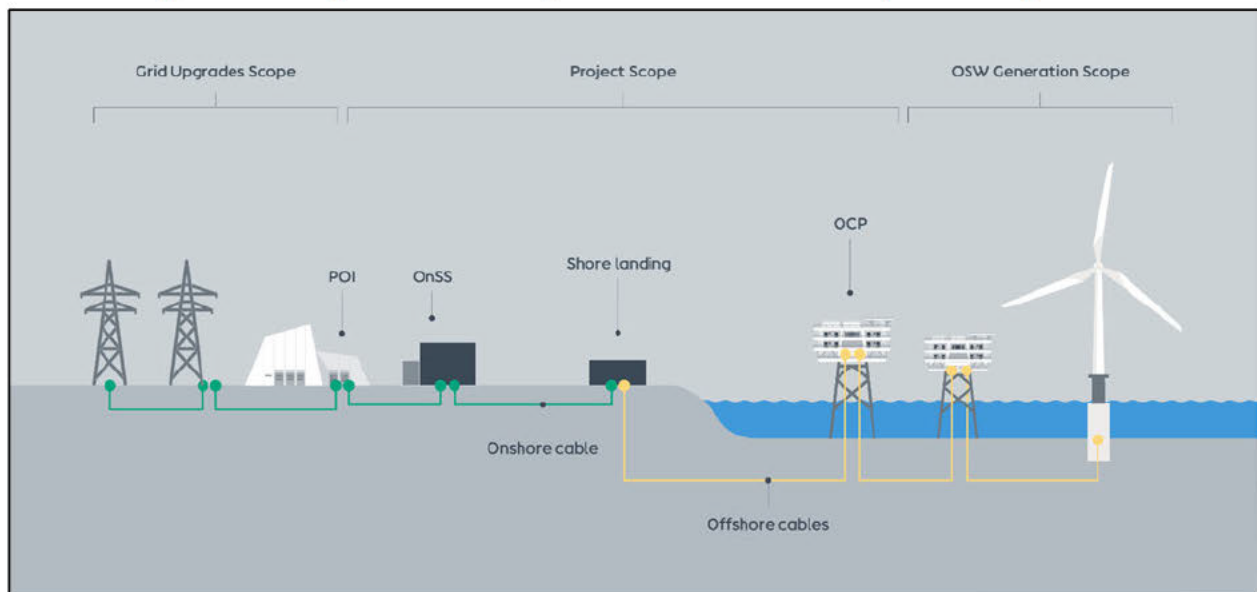 Grid Upgrades Scope
Project Scope
OSW Generation Scope
OCP
Shore landing
POI
OnSS
Onshore cable
Offshore cables